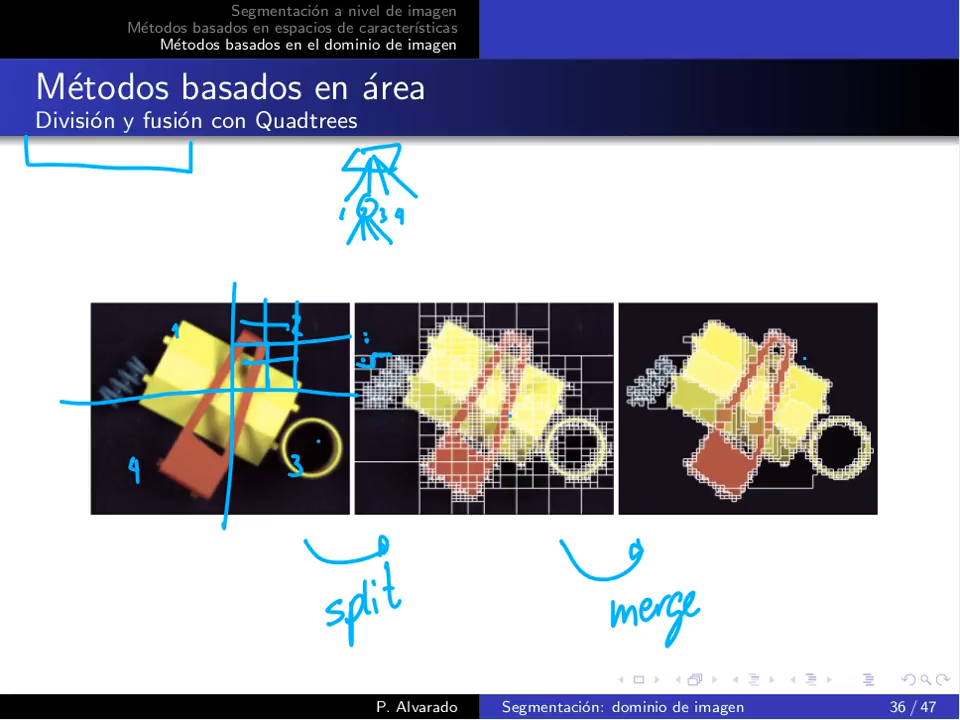 Segmentación a nivel de imagen
Métodos basados en espacios de características
Métodos basados en el dominio de imagen
Métodos basados en área
División y fusión con Quadtrees
1 2 3 4
1
2
4
3
split
merge
P. Alvarado
Segmentación: dominio de imagen
36 / 47